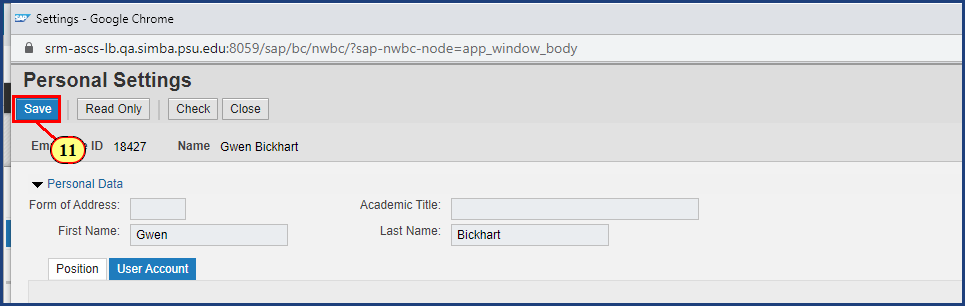 SAP Settings - Google Chrome
srm-ascs-lb.qa.simba.psu.edu:8059/sap/bc/nwbc/?sap-nwbc-node=app_window_body
Personal Settings
Save Read Only Check Close
11
ID 18427 Name Gwen Bickhart
Personal Data
Form of Address: Academic Title:
First Name: Gwen Last Name: Bickhart
Position User Account